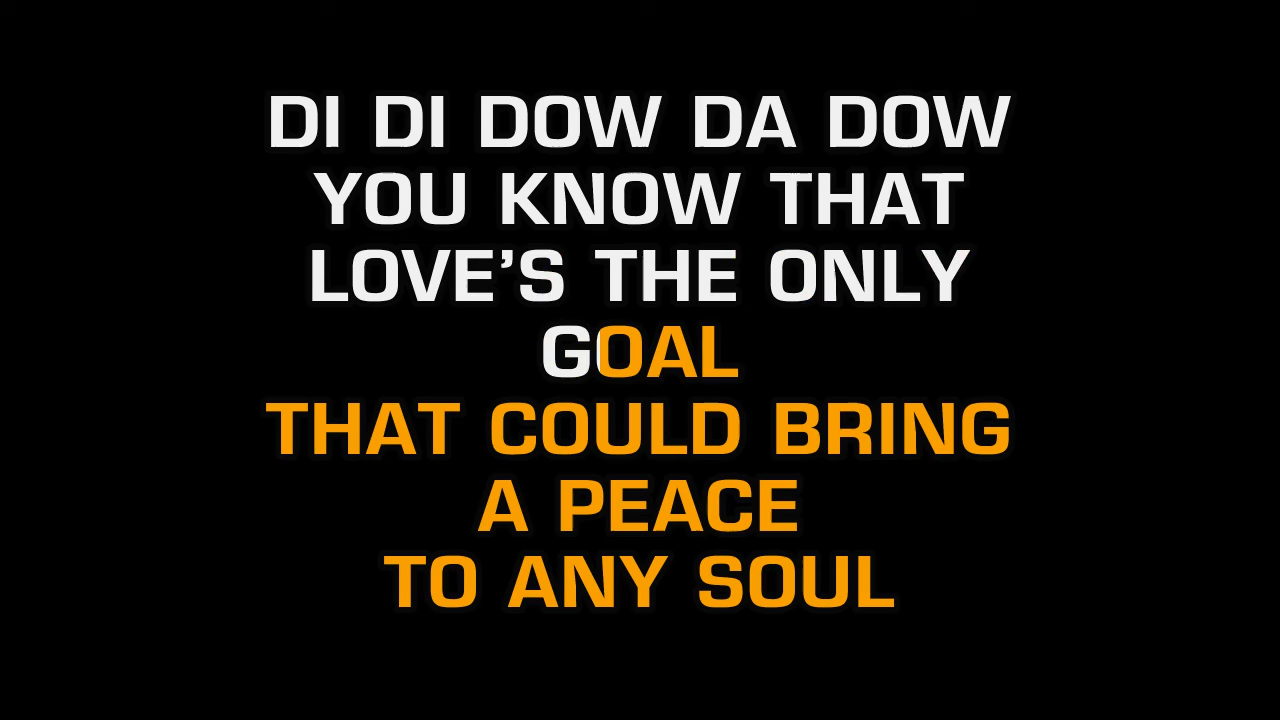 DI DI DOW DA DOW
YOU KNOW THAT
LOVE'S THE ONLY
GOAL
THAT COULD BRING
A PEACE
TO ANY SOUL